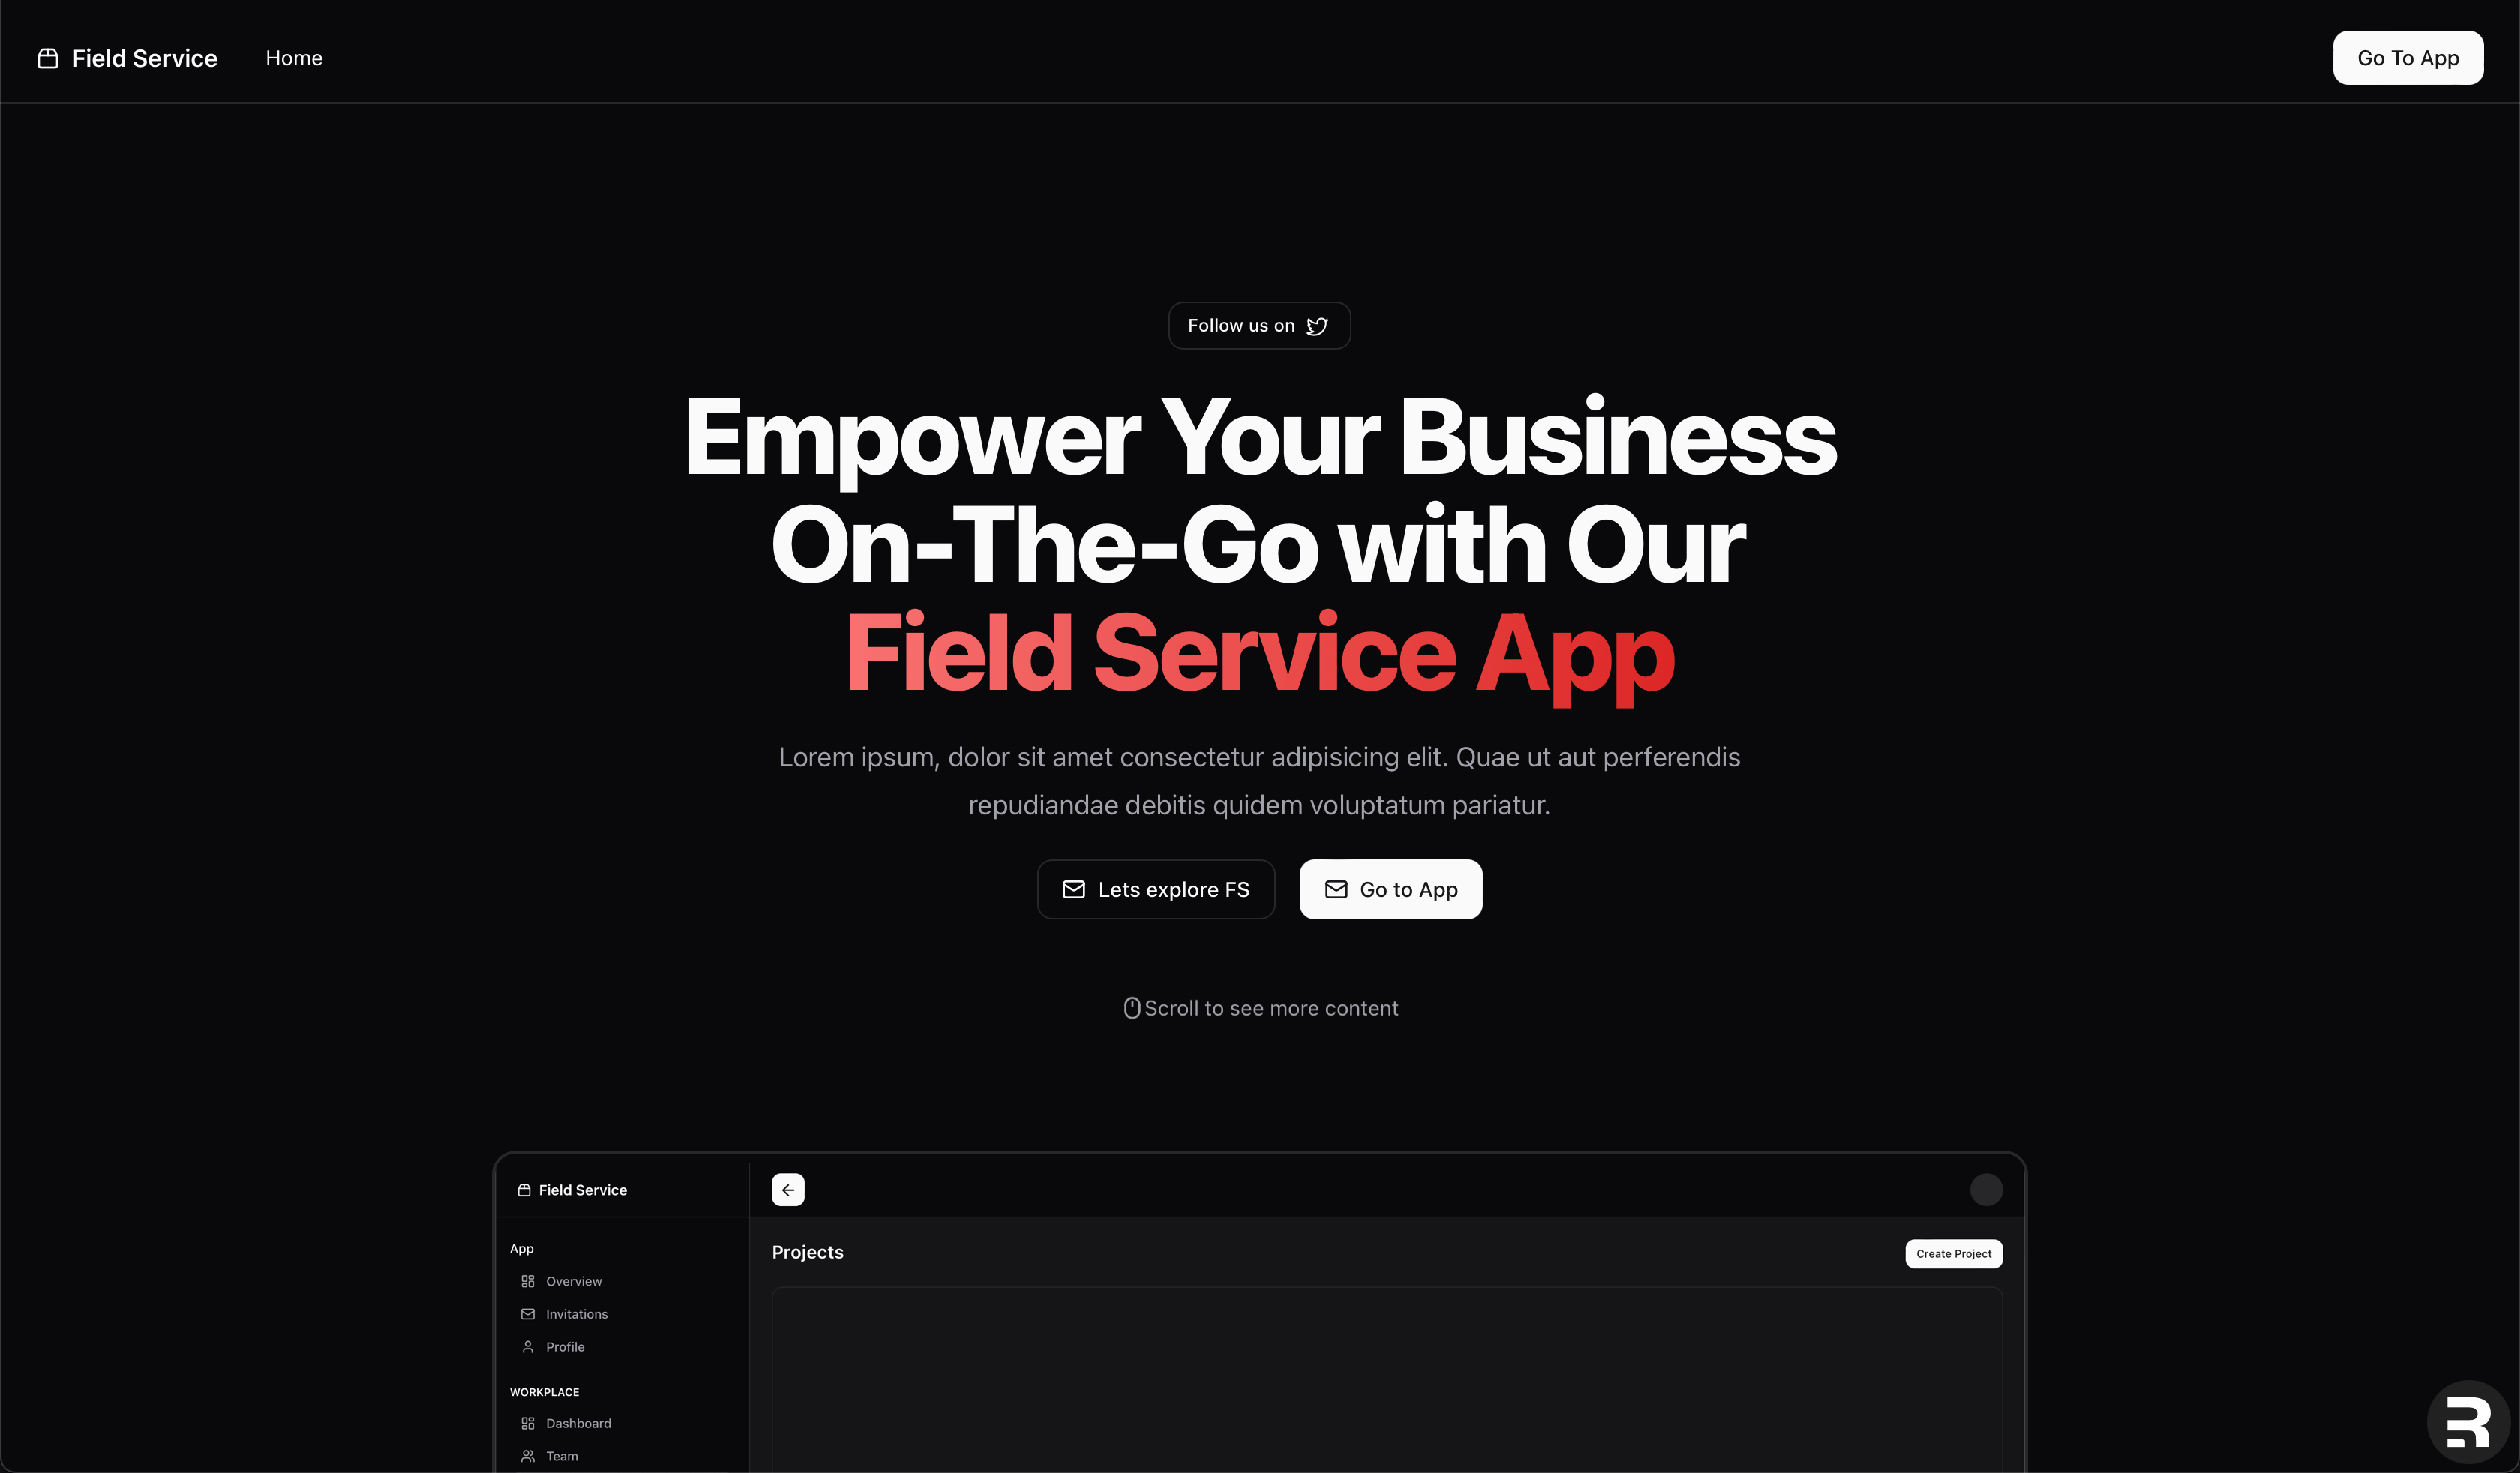 Field Service
Home
Go To App
Follow us on
Empower Your Business
On-The-Go with Our
Field Service App
Lorem ipsum, dolor sit amet consectetur adipisicing elit. Quae ut aut perferendis
repudiandae debitis quidem voluptatum pariatur.
Lets explore FS
Go to App
Scroll to see more content
Field Service
App
Overview
Invitations
Profile
WORKPLACE
Dashboard
Team
Projects
Create Project
R